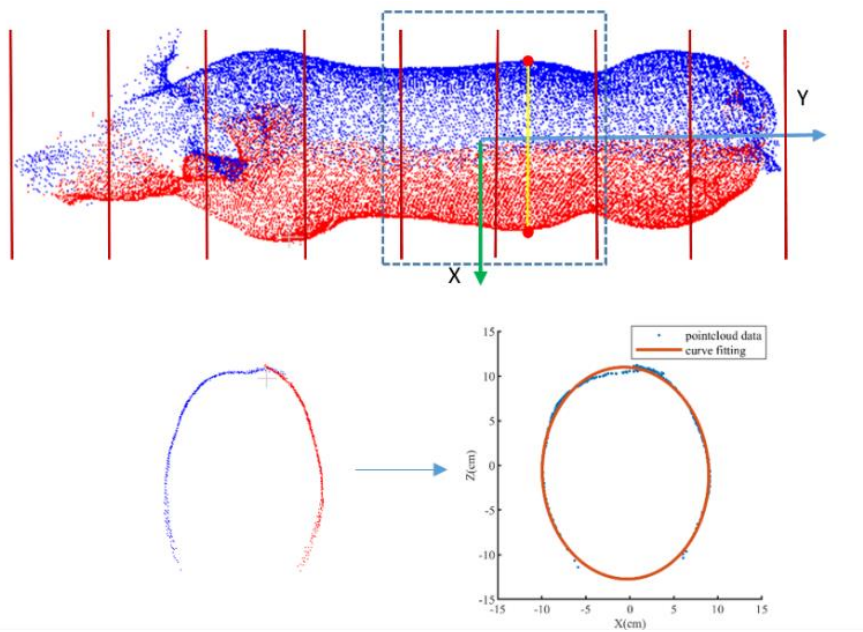 Y
X
15
10
5
0
-5
-10
-15
Z(cm)
pointcloud data
curve fitting
-15 -10 -5 0 5 10 15
X(cm)